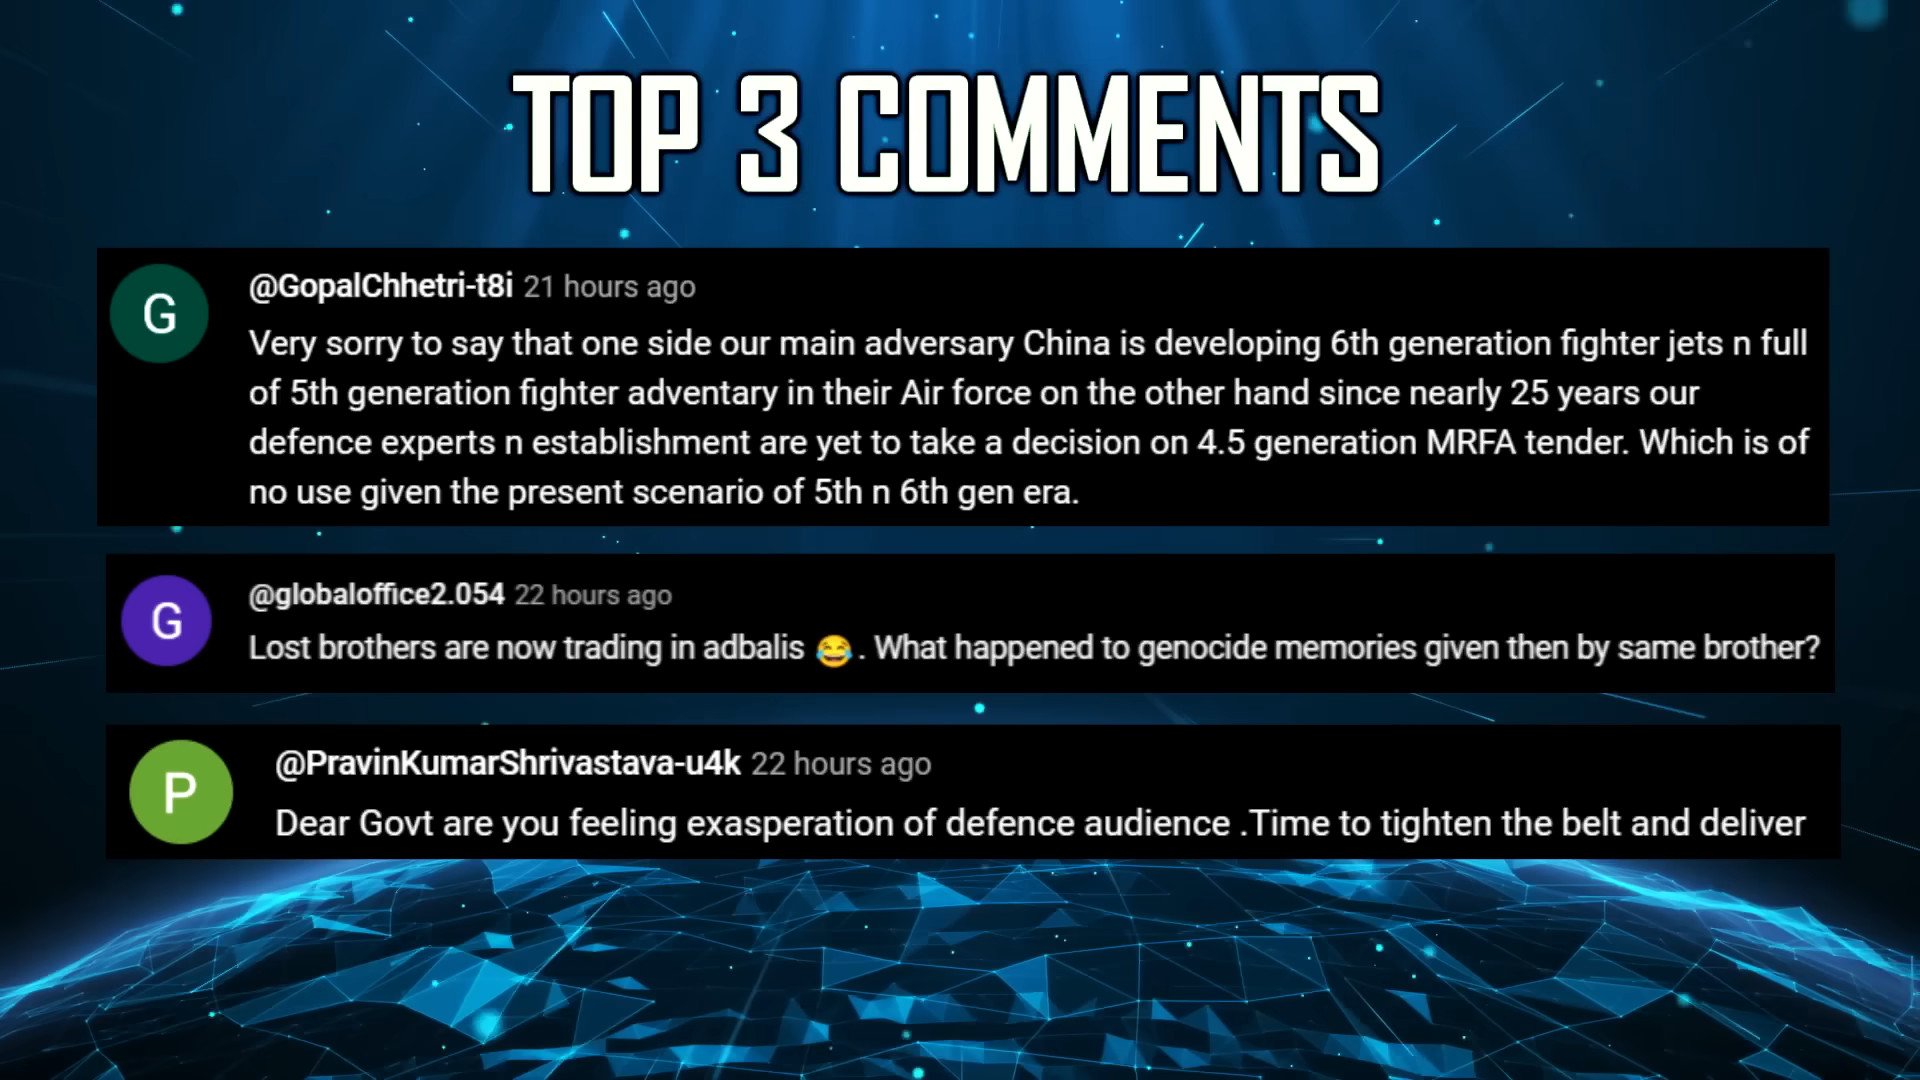 TOP 3 COMMENTS
G
@GopalChhetri-t8i 21 hours ago
Very sorry to say that one side our main adversary China is developing 6th generation fighter jets n full
of 5th generation fighter adventary in their Air force on the other hand since nearly 25 years our
defence experts n establishment are yet to take a decision on 4.5 generation MRFA tender. Which is of
no use given the present scenario of 5th n 6th gen era.
G
@globaloffice2.054 22 hours ago
Lost brothers are now trading in adbalis 😂. What happened to genocide memories given then by same brother?
P
@PravinKumarShrivastava-u4k 22 hours ago
Dear Govt are you feeling exasperation of defence audience .Time to tighten the belt and deliver